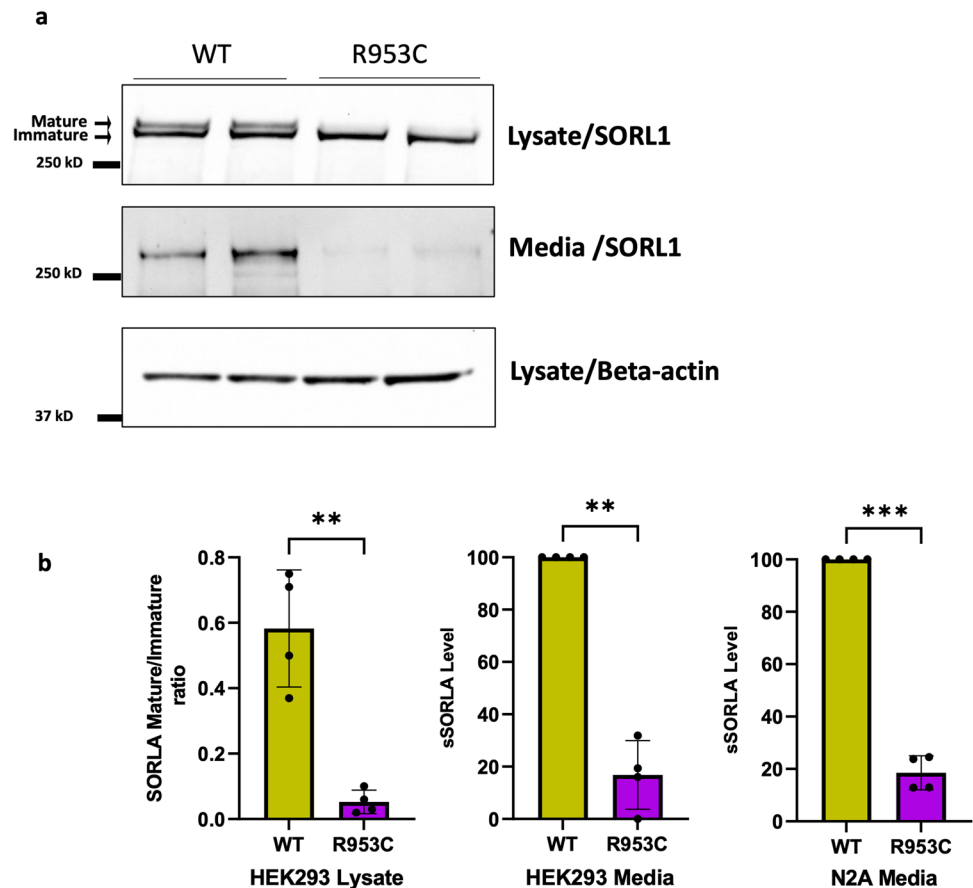 a
WT R953C
Mature
Immature
250 kD
Lysate/SORL1
250 kD
Media /SORL1
37 kD
Lysate/Beta-actin
b
** ** ***
SORLA Mature/Immature
ratio
0.8
0.6
0.4
0.2
0.0
WT R953C
HEK293 Lysate
sSORLA Level
100
80
60
40
20
0
WT R953C
HEK293 Media
sSORLA Level
100
80
60
40
20
0
WT R953C
N2A Media